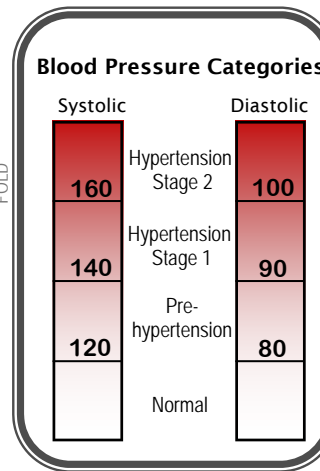 FOLD
Blood Pressure Categories
Systolic
Diastolic
Hypertension
Stage 2
160
100
Hypertension
Stage 1
140
90
Pre-
hypertension
120
80
Normal